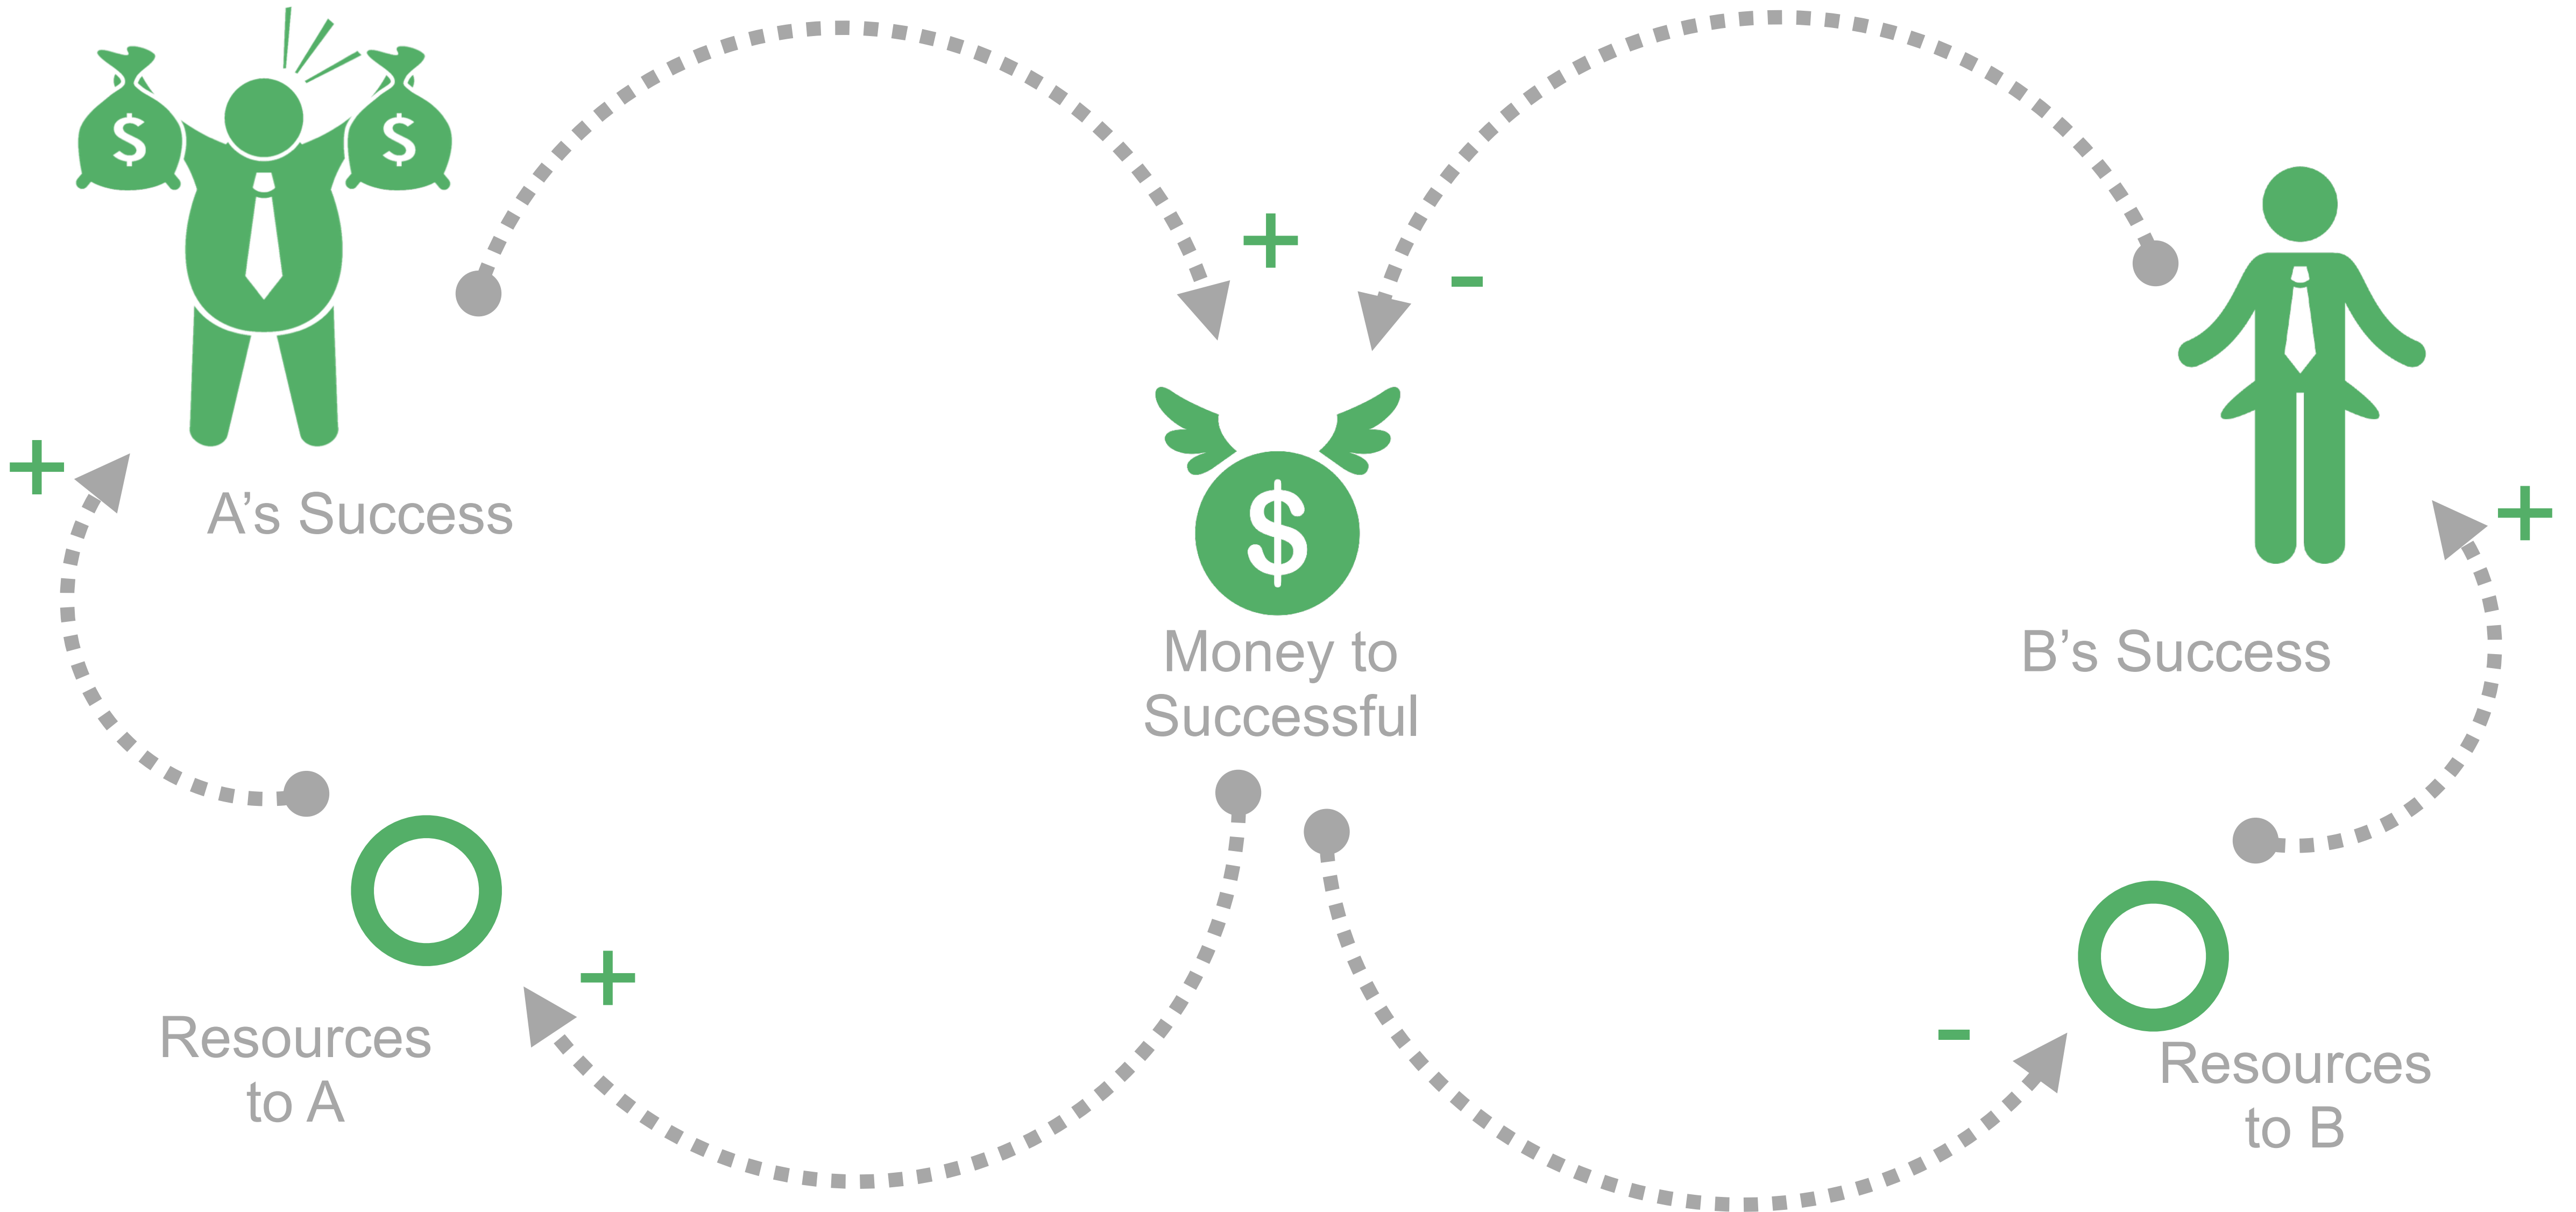 $
$
+
-
+
A's Success
$
+
Money to
Successful
B's Success
+
Resources
to A
-
Resources
to B